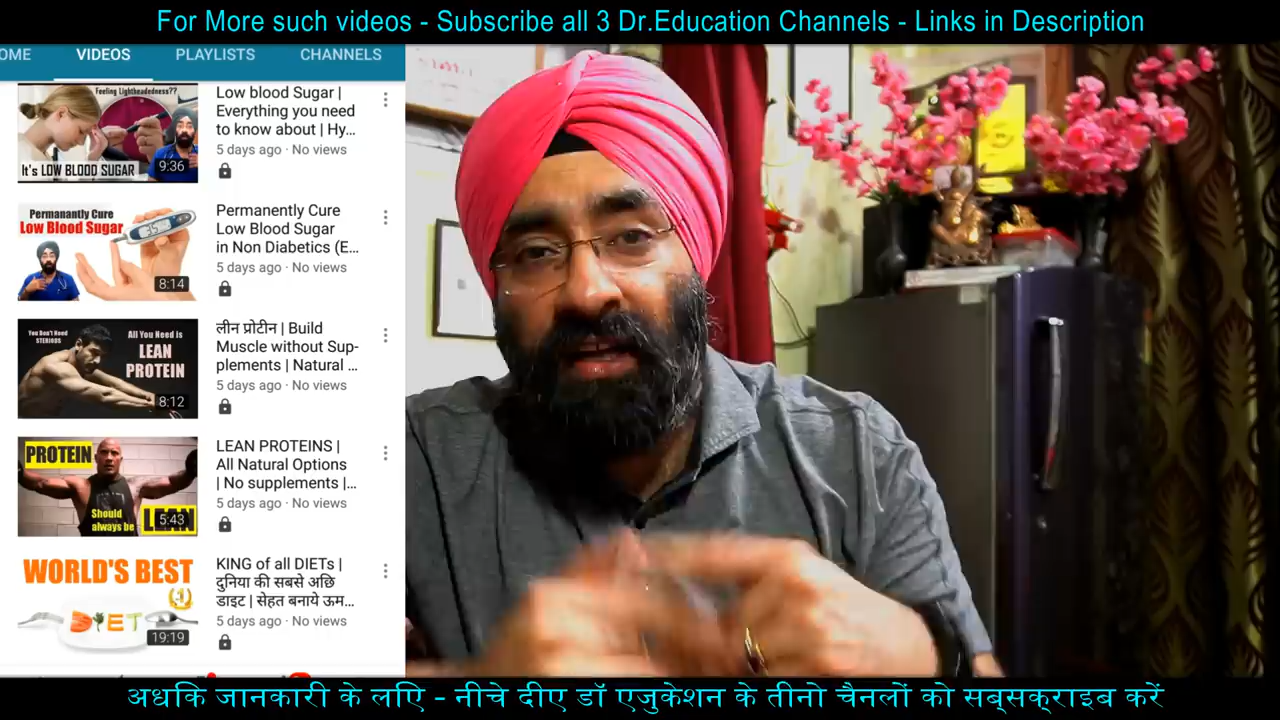 For More such videos - Subscribe all 3 Dr.Education Channels - Links in Description
OME VIDEOS PLAYLISTS CHANNELS
Feeling Lightheadedness??
It's LOW BLOOD SUGAR
9:36
Low blood Sugar |
Everything you need
to know about | Hy...
5 days ago · No views
Permanantly Cure
Low Blood Sugar
8:14
Permanently Cure
Low Blood Sugar
in Non Diabetics (E...
5 days ago · No views
You Don't Need
STERIODS
All You Need is
LEAN
PROTEIN
8:12
लीन प्रोटीन | Build
Muscle without Sup-
plements | Natural ...
5 days ago · No views
PROTEIN
Should
always be
LEAN
5:43
LEAN PROTEINS |
All Natural Options
| No supplements |...
5 days ago · No views
WORLD'S BEST
DIET
19:19
KING of all DIETs |
दुनिया की सबसे अछि
डाइट | सेहत बनाये ऊम...
5 days ago · No views
अधकि जानकारी के लएि - नीचे दीए डॉ एजुकेशन के तीनो चैनलों को सब्सक्राइब करें